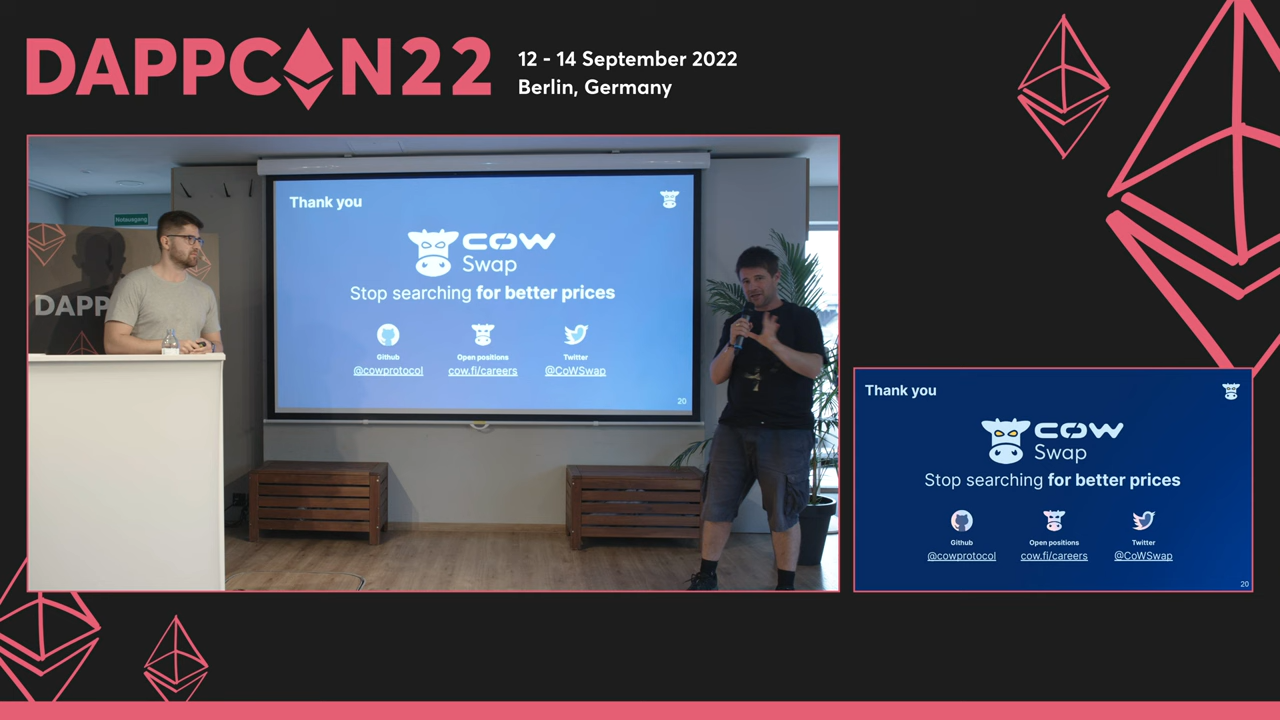 DAPPCON22
12 - 14 September 2022
Berlin, Germany
Notausgang
DAPP
Thank you
COW
Swap
Stop searching for better prices
Github
Open positions
Twitter
@cowprotocol
cow.fi/careers
@CoWSwap
20
Thank you
COW
Swap
Stop searching for better prices
Github
Open positions
Twitter
@cowprotocol
cow.fi/careers
@CoWSwap
20